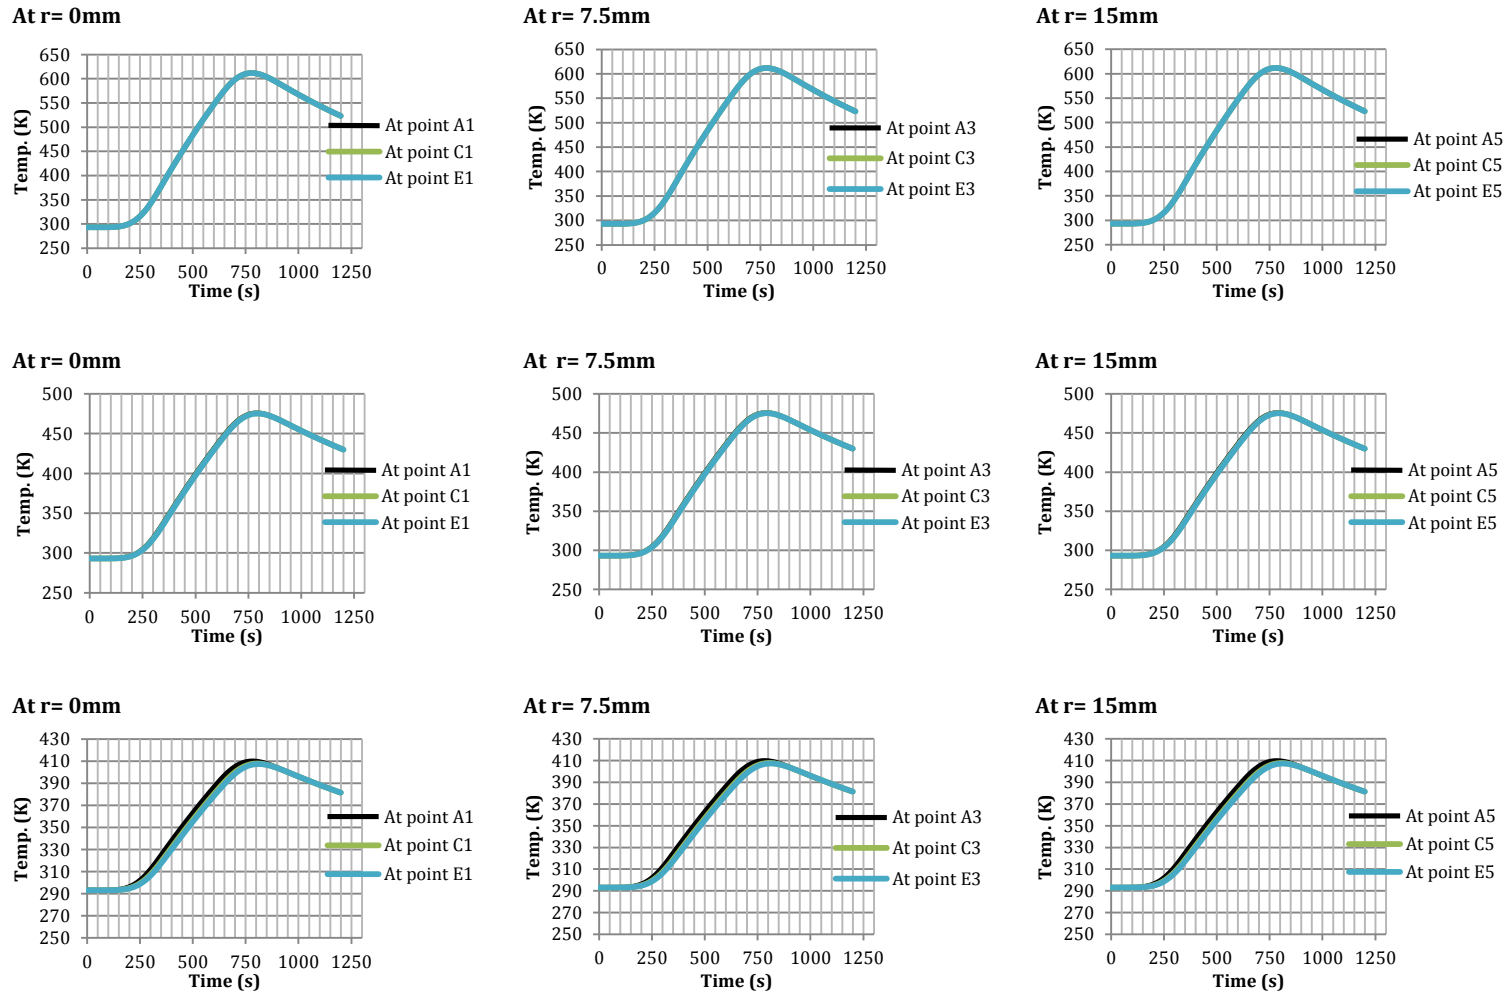 At r= 0mm
650
600
550
500
450
400
350
300
250
Temp. (K)
0 250 500 750 1000 1250
Time (s)
At point A1
At point C1
At point E1
At r= 7.5mm
650
600
550
500
450
400
350
300
250
Temp. (K)
0 250 500 750 1000 1250
Time (s)
At point A3
At point C3
At point E3
At r= 15mm
650
600
550
500
450
400
350
300
250
Temp. (K)
0 250 500 750 1000 1250
Time (s)
At point A5
At point C5
At point E5
At r= 0mm
500
450
400
350
300
250
Temp. (K)
0 250 500 750 1000 1250
Time (s)
At point A1
At point C1
At point E1
At r= 7.5mm
500
450
400
350
300
250
Temp. (K)
0 250 500 750 1000 1250
Time (s)
At point A3
At point C3
At point E3
At r= 15mm
500
450
400
350
300
250
Temp. (K)
0 250 500 750 1000 1250
Time (s)
At point A5
At point C5
At point E5
At r= 0mm
430
410
390
370
350
330
310
290
270
250
Temp. (K)
0 250 500 750 1000 1250
Time (s)
At point A1
At point C1
At point E1
At r= 7.5mm
430
410
390
370
350
330
310
290
270
250
Temp. (K)
0 250 500 750 1000 1250
Time (s)
At point A3
At point C3
At point E3
At r= 15mm
430
410
390
370
350
330
310
290
270
250
Temp. (K)
0 250 500 750 1000 1250
Time (s)
At point A5
At point C5
At point E5